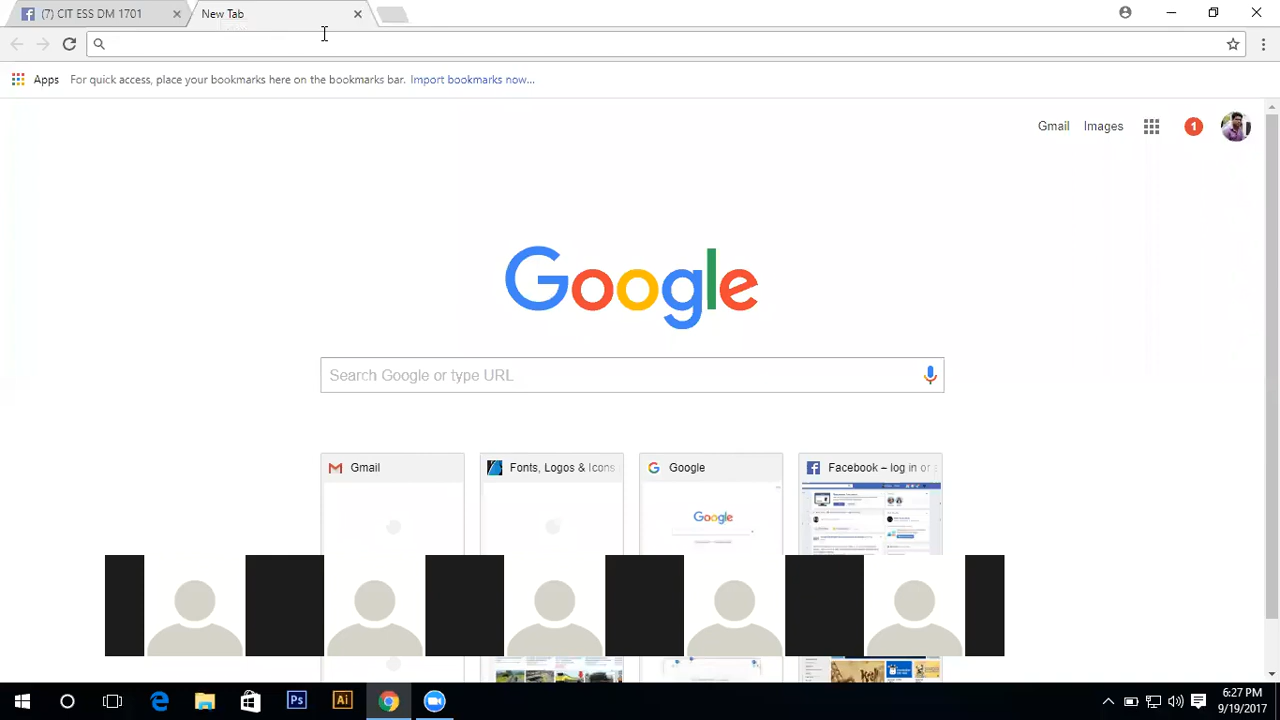 (7) CIT ESS DM 1701
New Tab
Apps
For quick access, place your bookmarks here on the bookmarks bar. Import bookmarks now...
Gmail
Images
1
Google
Search Google or type URL
Gmail
Fonts, Logos & Icons
Google
Facebook – log in or
Google
Ps
Ai
6:27 PM
9/19/2017